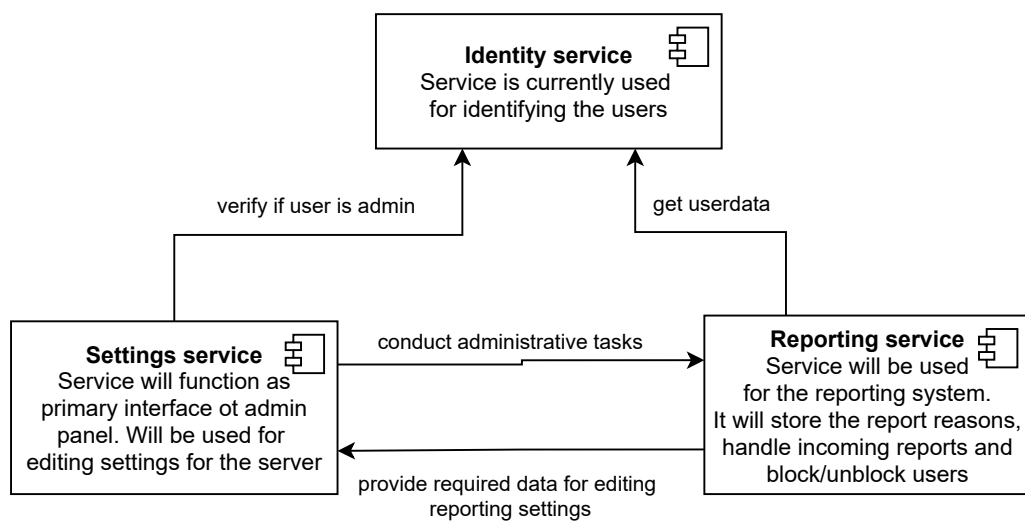 Identity service
Service is currently used
for identifying the users
verify if user is admin
get userdata
Settings service
Service will function as
primary interface ot admin
panel. Will be used for
editing settings for the server
conduct administrative tasks
Reporting service
Service will be used
for the reporting system.
It will store the report reasons,
handle incoming reports and
block/unblock users
provide required data for editing
reporting settings